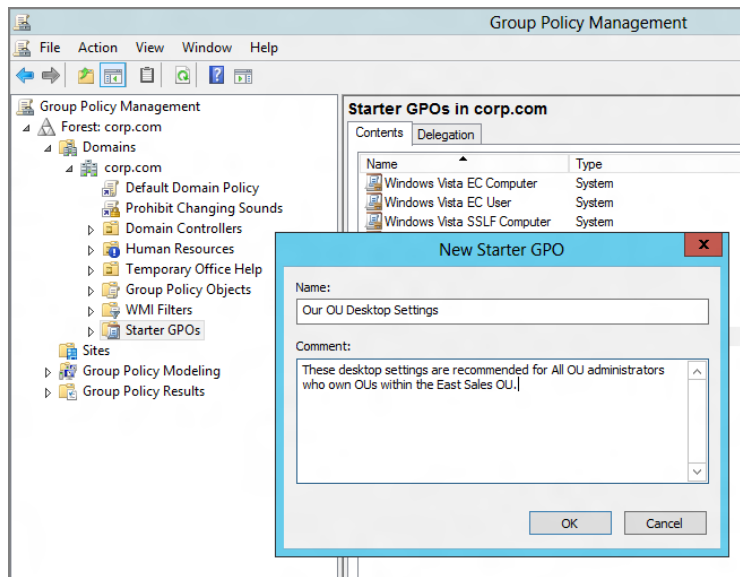 Group Policy Management
File Action View Window Help
Group Policy Management
Forest: corp.com
Domains
corp.com
Default Domain Policy
Prohibit Changing Sounds
Domain Controllers
Human Resources
Temporary Office Help
Group Policy Objects
WMI Filters
Starter GPOs
Sites
Group Policy Modeling
Group Policy Results
Starter GPOs in corp.com
Contents Delegation
Name Type
Windows Vista EC Computer System
Windows Vista EC User System
Windows Vista SSLF Computer System
New Starter GPO
x
Name:
Our OU Desktop Settings
Comment:
These desktop settings are recommended for All OU administrators
who own OUs within the East Sales OU.
OK Cancel